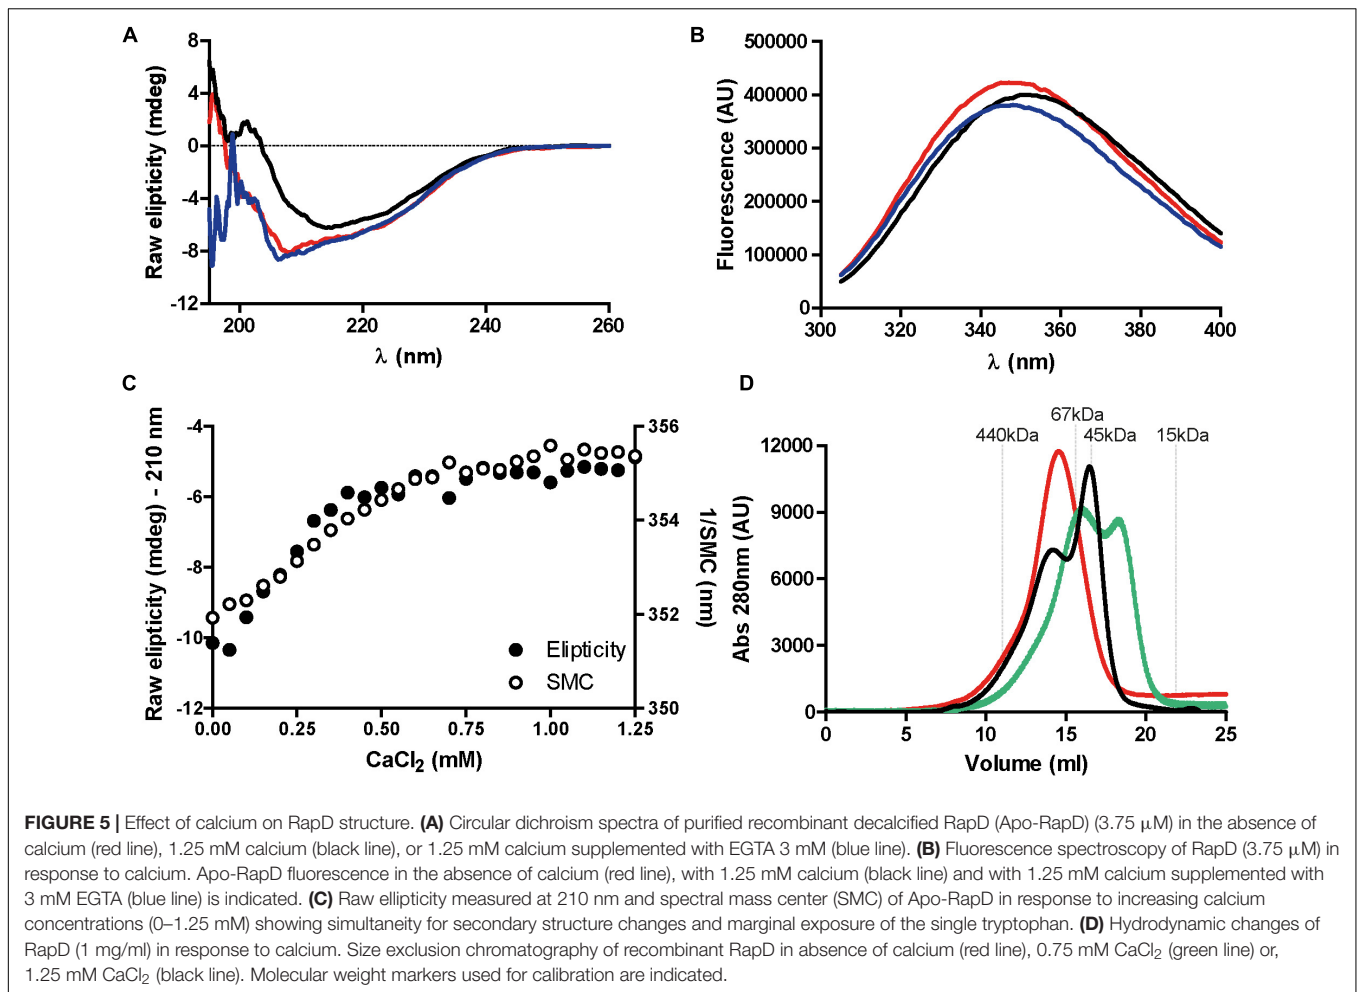 A
8
4
0
-4
-8
-12
Raw elipticity (mdeg)
200
220
240
260
λ (nm)
B
500000
400000
300000
200000
100000
0
Fluorescence (AU)
300
320
340
360
380
400
λ (nm)
C
-4
-6
-8
-10
-12
Raw elipticity (mdeg) - 210 nm
356
354
352
350
1/SMC (nm)
Elipticity
SMC
0.00
0.25
0.50
0.75
1.00
1.25
CaCl₂ (mM)
D
67kDa
440kDa
45kDa
15kDa
12000
9000
6000
3000
0
Abs 280nm (AU)
0
5
10
15
20
25
Volume (ml)
FIGURE 5 | Effect of calcium on RapD structure. (A) Circular dichroism spectra of purified recombinant decalcified RapD (Apo-RapD) (3.75 μM) in the absence of
calcium (red line), 1.25 mM calcium (black line), or 1.25 mM calcium supplemented with EGTA 3 mM (blue line). (B) Fluorescence spectroscopy of RapD (3.75 μM) in
response to calcium. Apo-RapD fluorescence in the absence of calcium (red line), with 1.25 mM calcium (black line) and with 1.25 mM calcium supplemented with
3 mM EGTA (blue line) is indicated. (C) Raw ellipticity measured at 210 nm and spectral mass center (SMC) of Apo-RapD in response to increasing calcium
concentrations (0–1.25 mM) showing simultaneity for secondary structure changes and marginal exposure of the single tryptophan. (D) Hydrodynamic changes of
RapD (1 mg/ml) in response to calcium. Size exclusion chromatography of recombinant RapD in absence of calcium (red line), 0.75 mM CaCl₂ (green line) or,
1.25 mM CaCl₂ (black line). Molecular weight markers used for calibration are indicated.